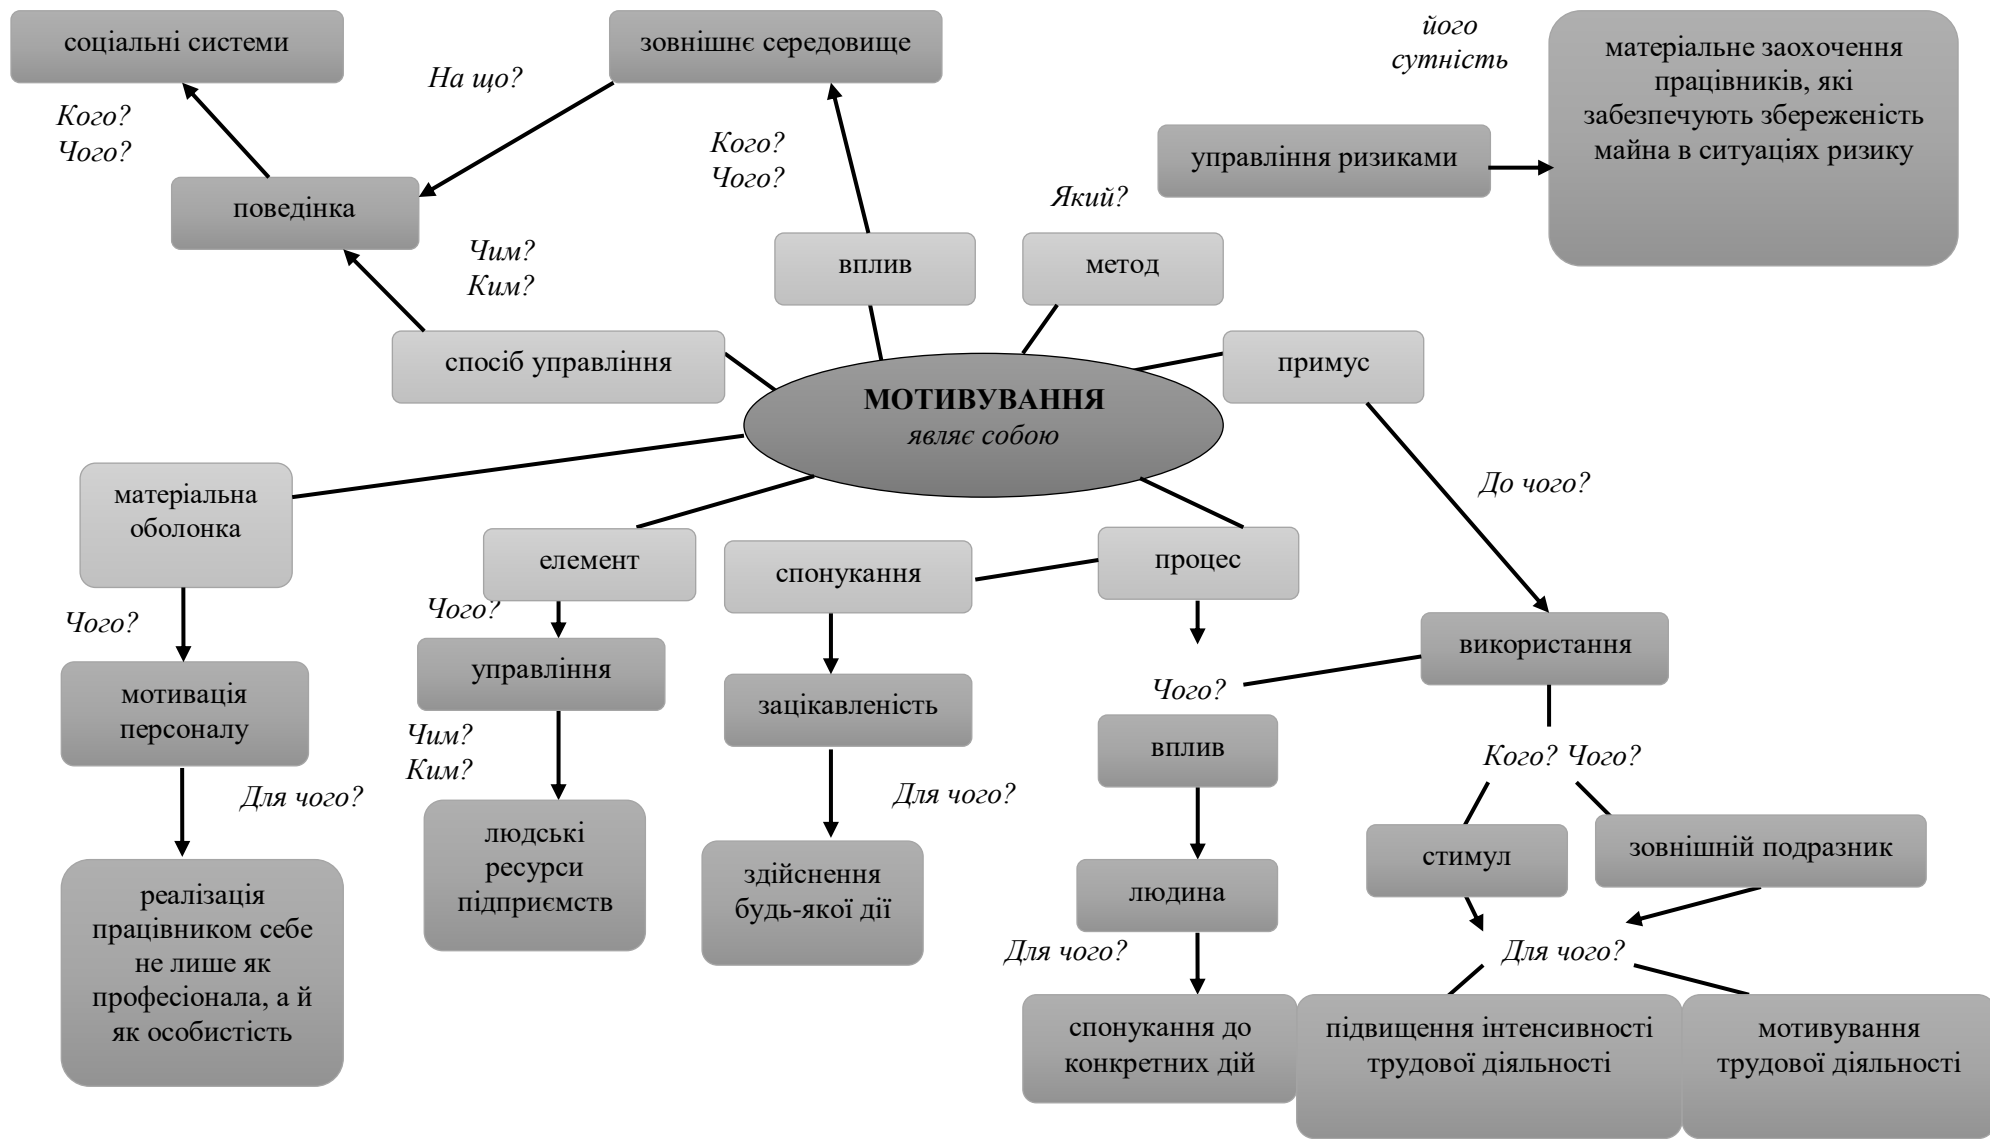 соціальні системи
зовнішнє середовище
його
сутність
матеріальне заохочення
працівників, які
забезпечують збереженість
майна в ситуаціях ризику
На що?
Кого?
Чого?
Кого?
Чого?
управління ризиками
Який?
поведінка
Чим?
Ким?
вплив
метод
спосіб управління
примус
МОТИВУВАННЯ
являє собою
матеріальна
оболонка
До чого?
елемент
спонукання
процес
Чого?
Чого?
використання
управління
мотивація
персоналу
зацікавленість
Чого?
Чим?
Ким?
вплив
Кого? Чого?
Для чого?
Для чого?
людські
ресурси
підприємств
стимул
зовнішній подразник
здійснення
будь-якої дії
людина
реалізація
працівником себе
не лише як
професіонала, а й
як особистість
Для чого?
Для чого?
спонукання до
конкретних дій
підвищення інтенсивності
трудової діяльності
мотивування
трудової діяльності